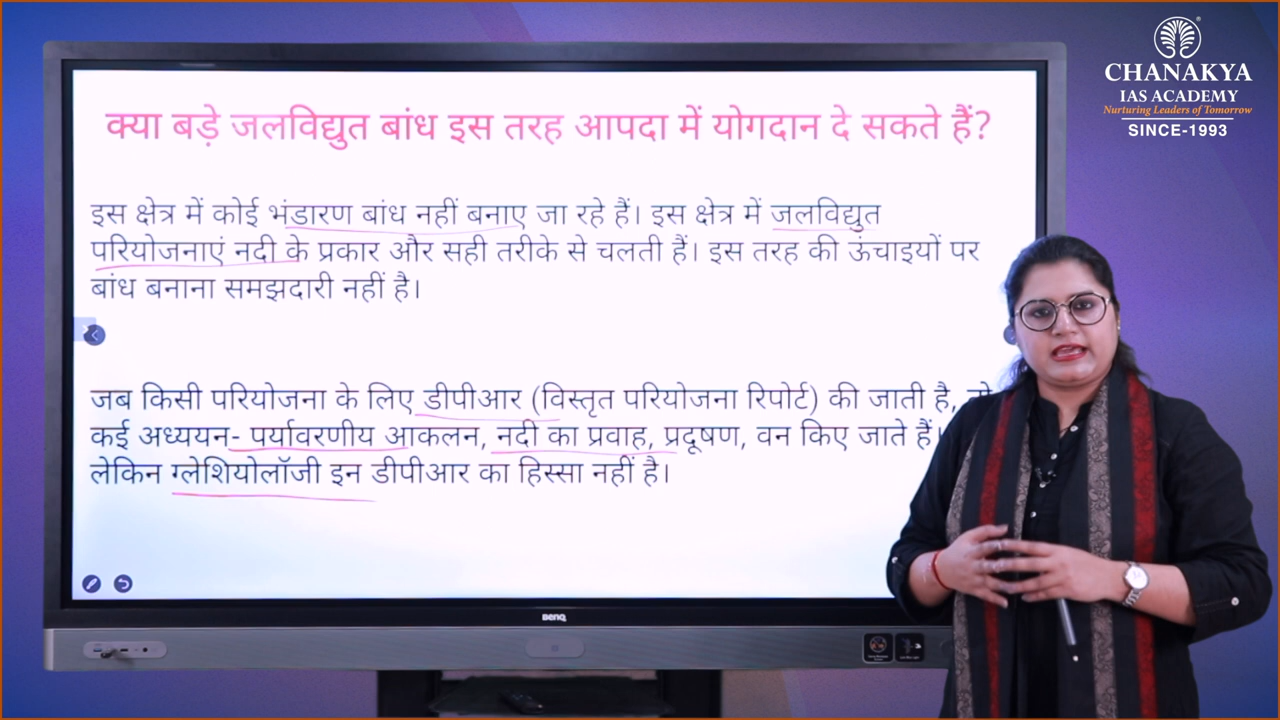 CHANAKYA
IAS ACADEMY
Nurturing Leaders of Tomorrow
SINCE-1993
क्या बड़े जलविद्युत बांध इस तरह आपदा में योगदान दे सकते हैं?
इस क्षेत्र में कोई भंडारण बांध नहीं बनाए जा रहे हैं। इस क्षेत्र में जलविद्युत
परियोजनाएं नदी के प्रकार और सही तरीके से चलती हैं। इस तरह की ऊंचाइयों पर
बांध बनाना समझदारी नहीं है।
जब किसी परियोजना के लिए डीपीआर (विस्तृत परियोजना रिपोर्ट) की जाती है,
कई अध्ययन- पर्यावरणीय आकलन, नदी का प्रवाह, प्रदूषण, वन किए जाते हैं।
लेकिन ग्लेशियोलॉजी इन डीपीआर का हिस्सा नहीं है।
BenQ